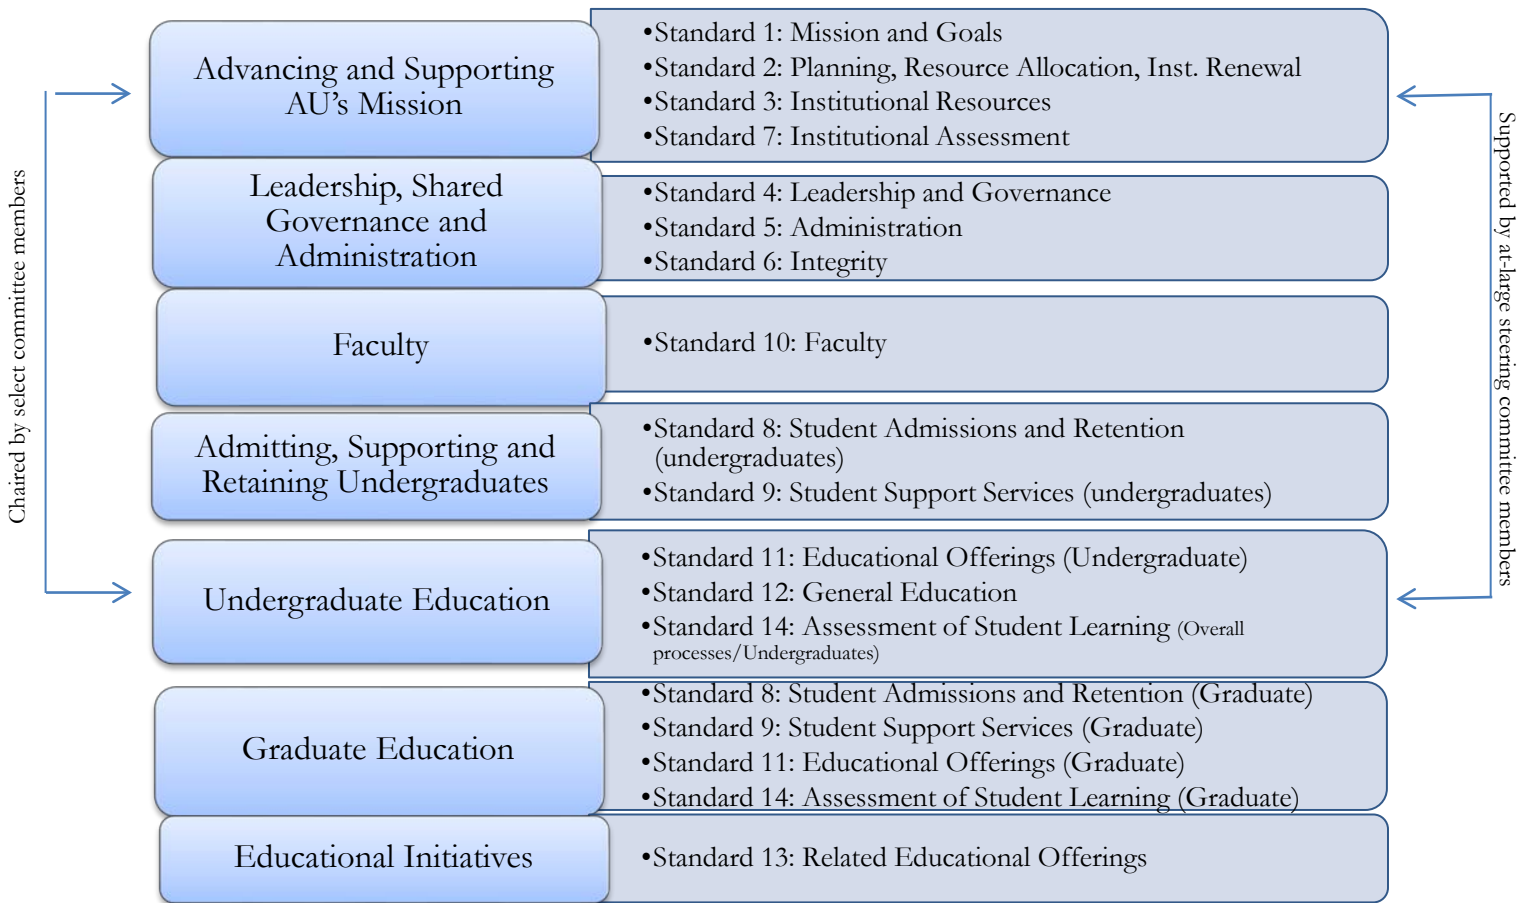 Chaired by select committee members
Advancing and Supporting
AU’s Mission
•Standard 1: Mission and Goals
•Standard 2: Planning, Resource Allocation, Inst. Renewal
•Standard 3: Institutional Resources
•Standard 7: Institutional Assessment
Leadership, Shared
Governance and
Administration
•Standard 4: Leadership and Governance
•Standard 5: Administration
•Standard 6: Integrity
Faculty
•Standard 10: Faculty
Admitting, Supporting and
Retaining Undergraduates
•Standard 8: Student Admissions and Retention
(undergraduates)
•Standard 9: Student Support Services (undergraduates)
Undergraduate Education
•Standard 11: Educational Offerings (Undergraduate)
•Standard 12: General Education
•Standard 14: Assessment of Student Learning (Overall
processes/Undergraduates)
Graduate Education
•Standard 8: Student Admissions and Retention (Graduate)
•Standard 9: Student Support Services (Graduate)
•Standard 11: Educational Offerings (Graduate)
•Standard 14: Assessment of Student Learning (Graduate)
Educational Initiatives
•Standard 13: Related Educational Offerings
Supported by at-large steering committee members